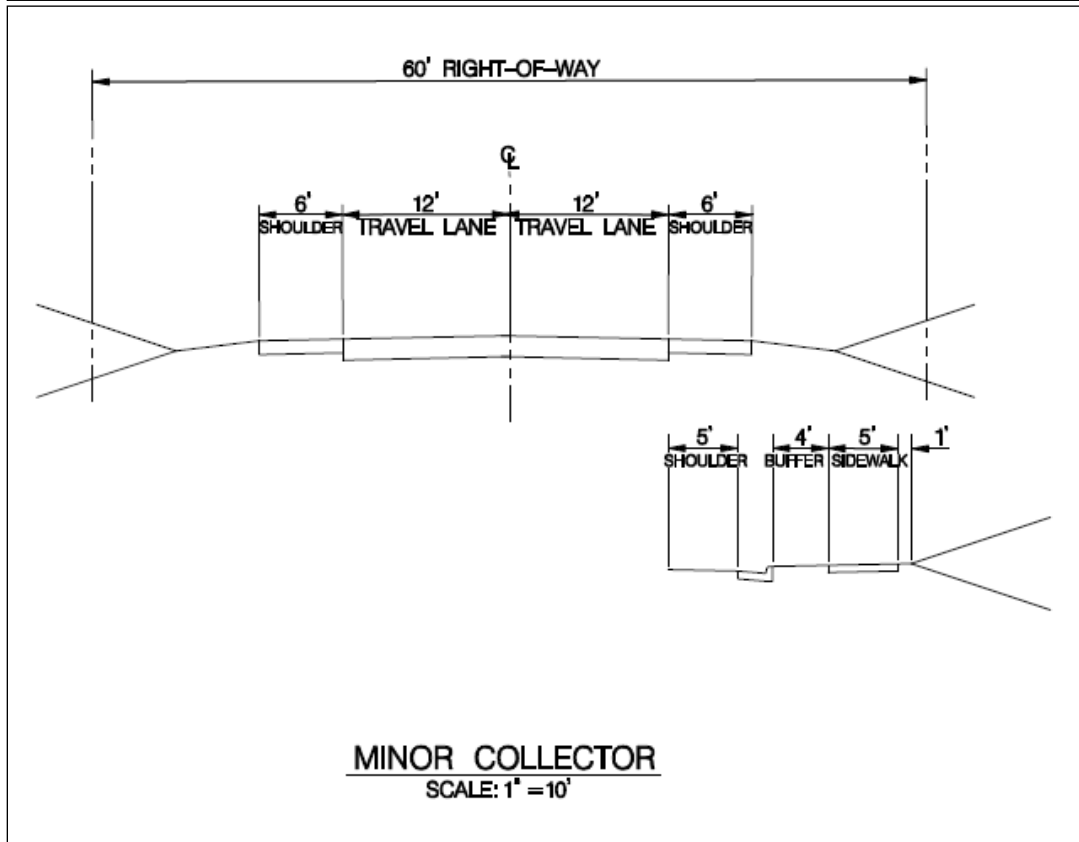 60' RIGHT-OF-WAY
CL
6' 12' 12' 6'
SHOULDER TRAVEL LANE TRAVEL LANE SHOULDER
5' 4' 5' 1'
SHOULDER BUFFER SIDEWALK
MINOR COLLECTOR
SCALE: 1" = 10'